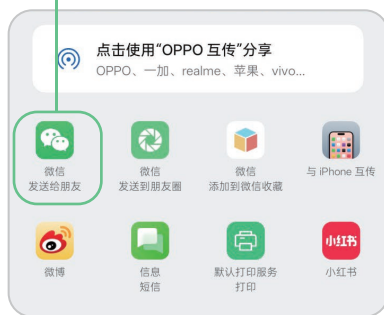 点击使用“OPPO 互传”分享
OPPO、一加、realme、苹果、vivo...
微信
发送给朋友
微信
发送到朋友圈
微信
添加到微信收藏
与 iPhone 互传
微博
信息
短信
默认打印服务
打印
小红书
小红书